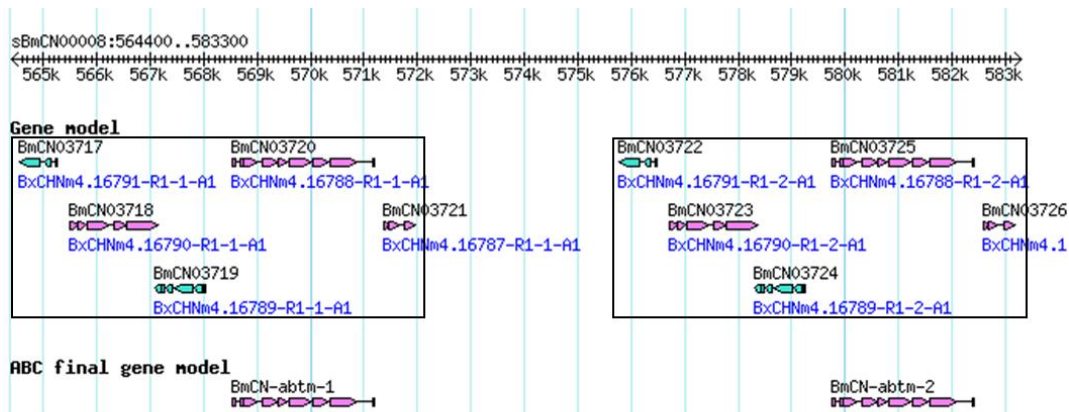 sBmCN00008:564400..583300
565k 566k 567k 568k 569k 570k 571k 572k 573k 574k 575k 576k 577k 578k 579k 580k 581k 582k 583k
Gene model
BmCN03717 BmCN03720 BmCN03722 BmCN03725
BxCHNm4.16791-R1-1-A1 BxCHNm4.16788-R1-1-A1 BxCHNm4.16791-R1-2-A1 BxCHNm4.16788-R1-2-A1
BmCN03718 BmCN03721 BmCN03723 BmCN03726
BxCHNm4.16790-R1-1-A1 BxCHNm4.16787-R1-1-A1 BxCHNm4.16790-R1-2-A1 BxCHNm4.1
BmCN03719 BmCN03724
BxCHNm4.16789-R1-1-A1 BxCHNm4.16789-R1-2-A1
ABC final gene model
BmCN-abtm-1 BmCN-abtm-2